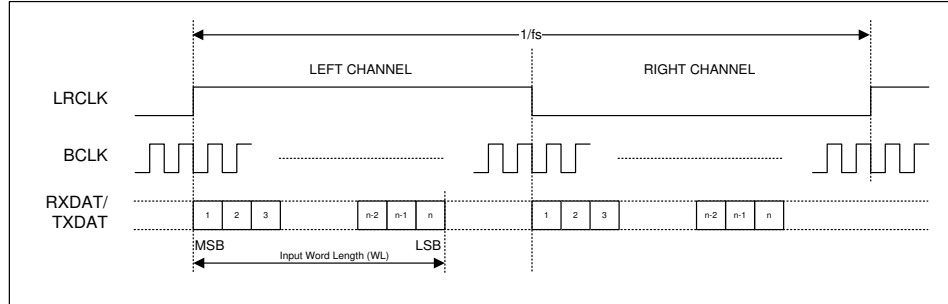 1/fs
LEFT CHANNEL
RIGHT CHANNEL
LRCLK
BCLK
RXDAT/
TXDAT
1 2 3 n-2 n-1 n 1 2 3 n-2 n-1 n
MSB LSB
Input Word Length (WL)